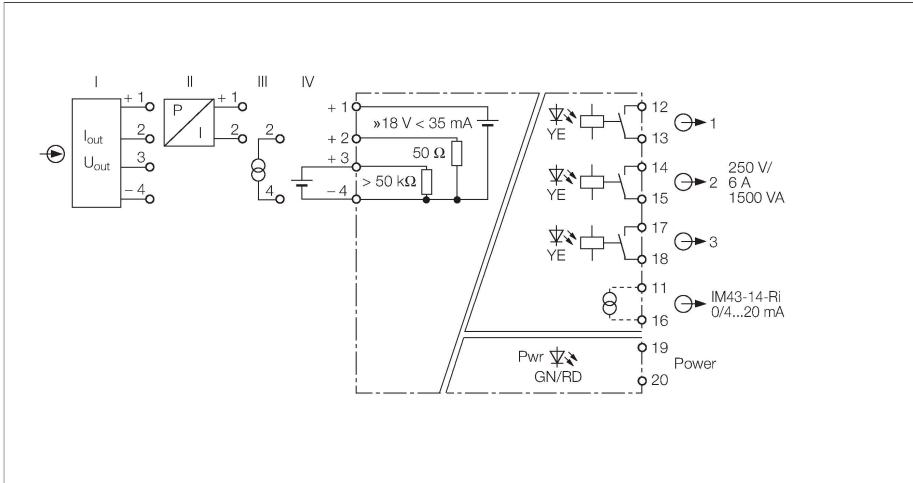 I II III IV
+ 1
2
3
− 4
I out
U out
P
I
+ 1
2
2
4
+ 1
+ 2
+ 3
− 4
»18 V < 35 mA
50 Ω
> 50 kΩ
YE
12
13
1
YE
14
15
2
250 V/
6 A
1500 VA
YE
17
18
3
11
16
IM43-14-Ri
0/4...20 mA
Pwr
GN/RD
19
20
Power